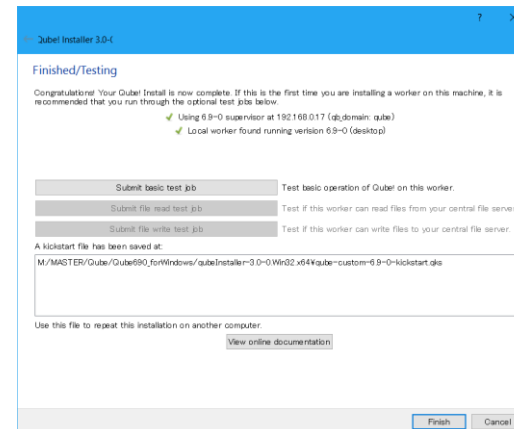 ?
Qube! Installer 3.0-
Finished/Testing
Congratulations! Your Qube! Install is now complete. If this is the first time you are installing a worker on this machine, it is
recommended that you run through the optional test jobs below.
Using 6.9-0 supervisor at 192.168.0.17 (qb_domain: qube)
Local worker found running verision 6.9-0 (desktop)
Submit basic test job Test basic operation of Qube! on this worker.
Submit file read test job Test if this worker can read files from your central file serve
Submit file write test job Test if this worker can write files to your central file server.
A kickstart file has been saved at:
M:/MASTER/Qube/Qube690_forWindows/qubeInstaller-3.0-0.Win32.x64¥qube-custom-6.9-0-kickstart.qks
Use this file to repeat this installation on another computer.
View online documentation
Finish Cancel